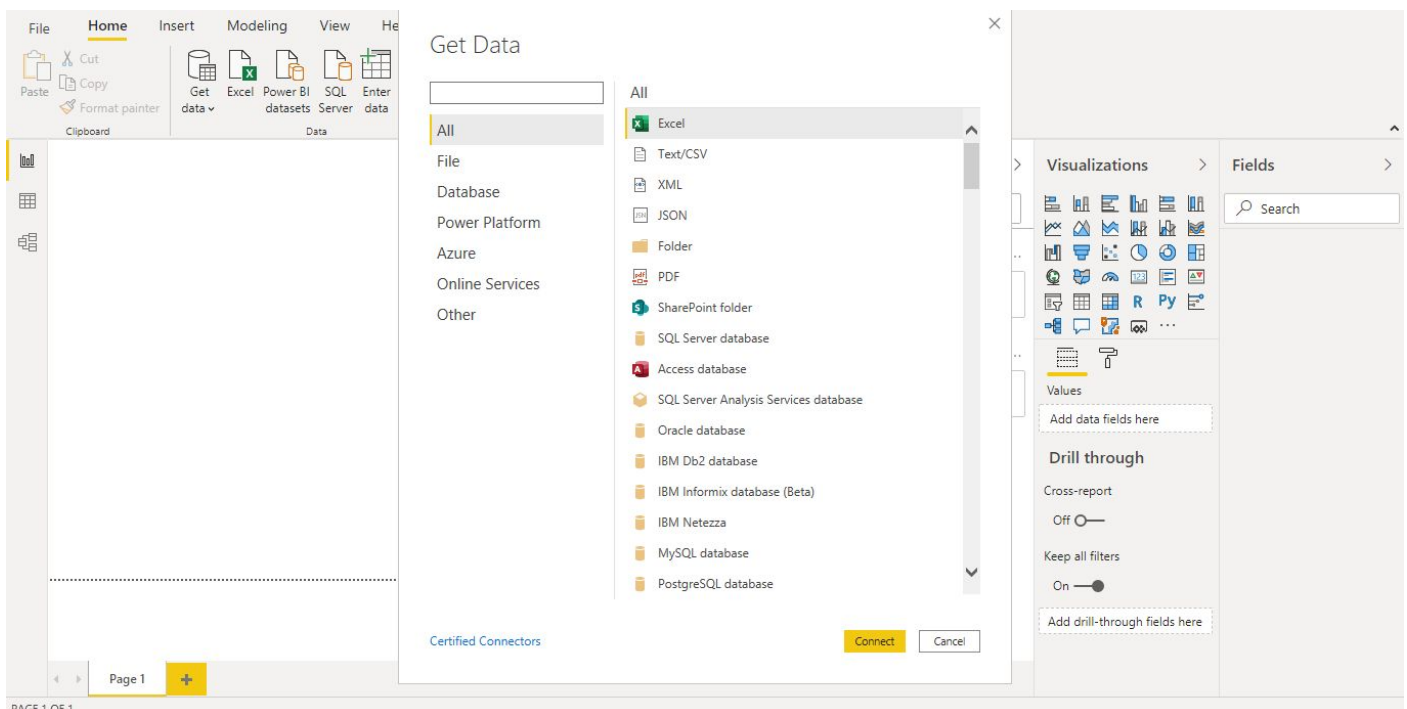 File Home Insert Modeling View He
Cut
Copy
Paste
Format painter
Clipboard
Get data
Excel
Power BI datasets
SQL Server
Enter data
Data
Get Data
All
File
Database
Power Platform
Azure
Online Services
Other
All
Excel
Text/CSV
XML
JSON
Folder
PDF
SharePoint folder
SQL Server database
Access database
SQL Server Analysis Services database
Oracle database
IBM Db2 database
IBM Informix database (Beta)
IBM Netezza
MySQL database
PostgreSQL database
Certified Connectors
Connect
Cancel
Visualizations
123
R Py
Values
Add data fields here
Drill through
Cross-report
Off
Keep all filters
On
Add drill-through fields here
Fields
Search
Page 1
PAGE 1 OF 1